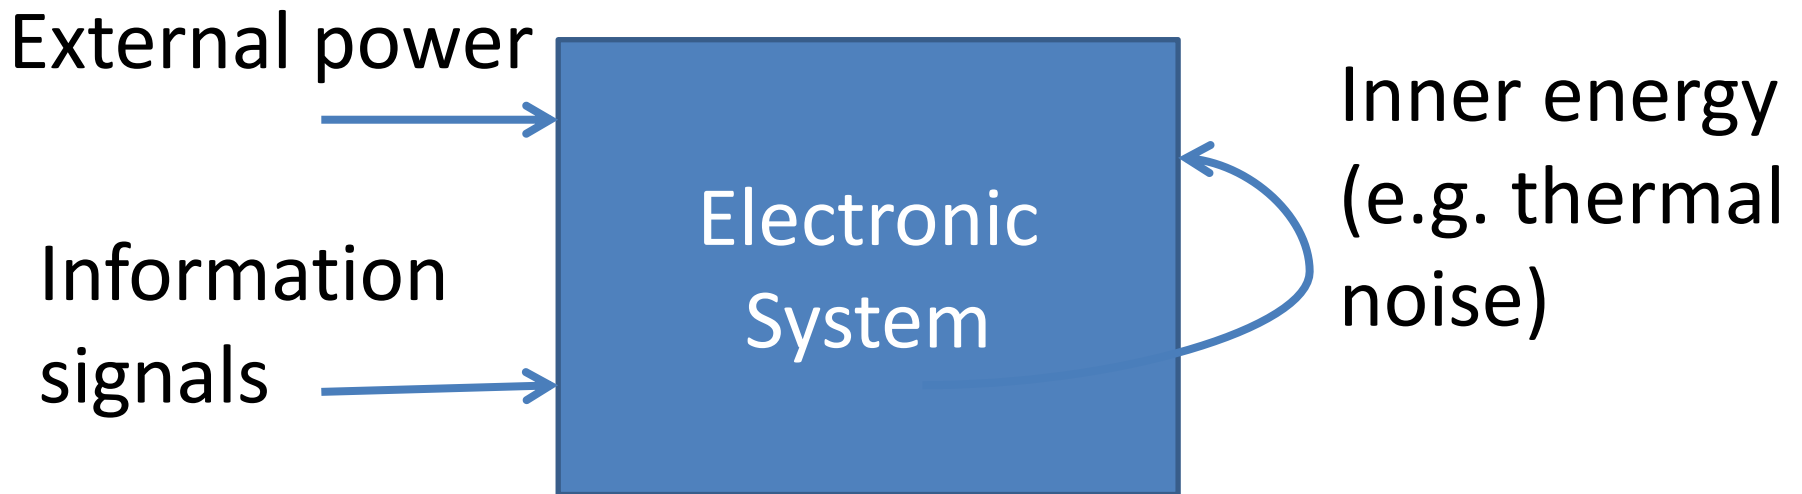 External power
Information
signals
Electronic
System
Inner energy
(e.g. thermal
noise)